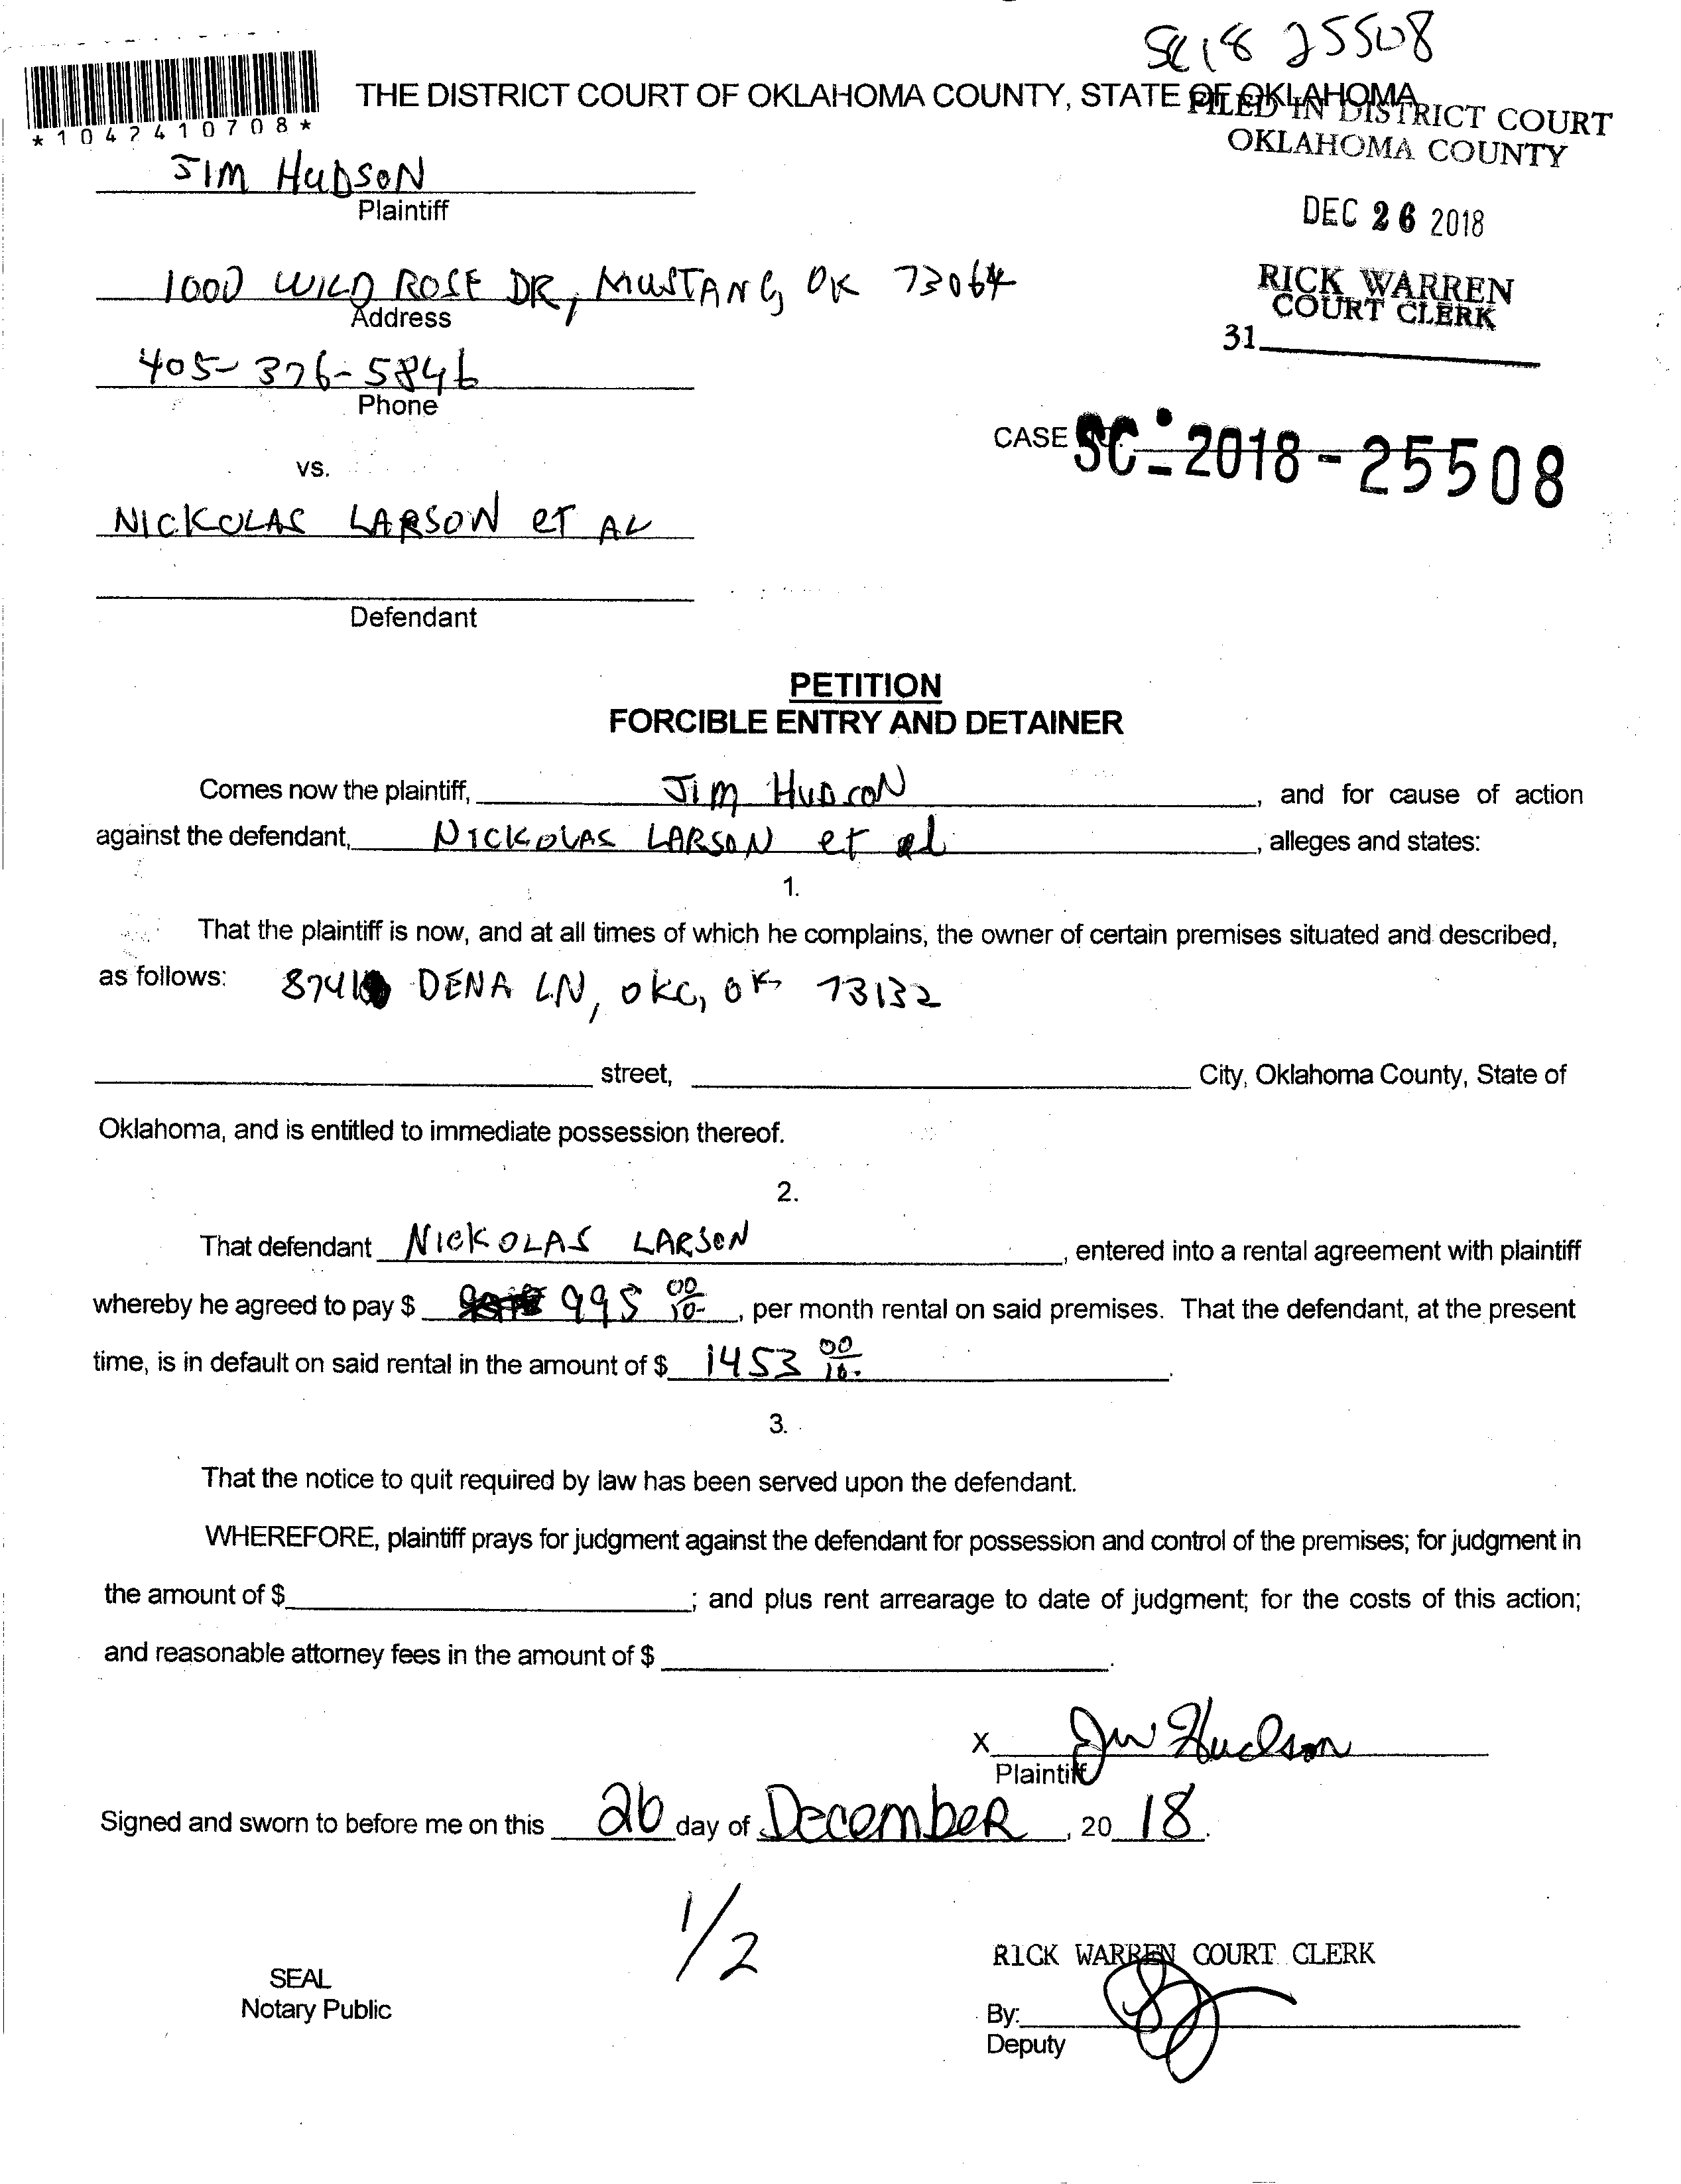 SC 18 25508
THE DISTRICT COURT OF OKLAHOMA COUNTY, STATE OF OKLAHOMA
FILED IN DISTRICT COURT
OKLAHOMA COUNTY
*1042410708*
JIM HUDSON
Plaintiff
DEC 26 2018
1000 WILD ROSE DR, MUSTANG, OK 73064
Address
RICK WARREN
COURT CLERK
31
405-376-5846
Phone
CASE NO. SC-2018-25508
vs.
NICKOLAS LARSON ET AL
Defendant
PETITION
FORCIBLE ENTRY AND DETAINER
Comes now the plaintiff, JIM HUDSON, and for cause of action
against the defendant, NICKOLAS LARSON et al, alleges and states:
1.
That the plaintiff is now, and at all times of which he complains, the owner of certain premises situated and described,
as follows: DENA LN, OKC, OK 73132
street, City, Oklahoma County, State of
Oklahoma, and is entitled to immediate possession thereof.
2.
That defendant NICKOLAS LARSON, entered into a rental agreement with plaintiff
whereby he agreed to pay $ 995 00/10-, per month rental on said premises. That the defendant, at the present
time, is in default on said rental in the amount of $ 1453 00/10-.
3.
That the notice to quit required by law has been served upon the defendant.
WHEREFORE, plaintiff prays for judgment against the defendant for possession and control of the premises; for judgment in
the amount of $ ; and plus rent arrearage to date of judgment; for the costs of this action;
and reasonable attorney fees in the amount of $ .
X Jim Hudson
Plaintiff
Signed and sworn to before me on this 26 day of December, 20 18.
1/2
RICK WARREN COURT CLERK
SEAL
Notary Public
By:
Deputy